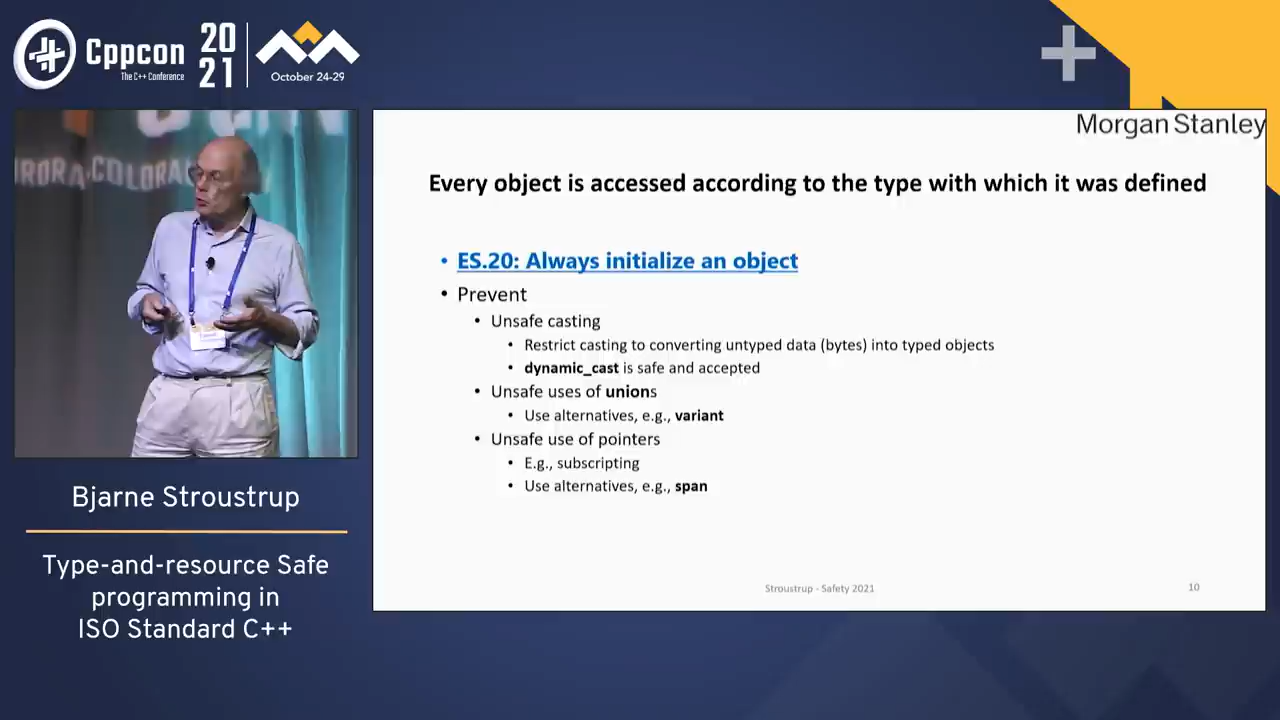 Cppcon
The C++ Conference
20
21
October 24-29
Morgan Stanley
Every object is accessed according to the type with which it was defined
• ES.20: Always initialize an object
• Prevent
• Unsafe casting
• Restrict casting to converting untyped data (bytes) into typed objects
• dynamic_cast is safe and accepted
• Unsafe uses of unions
• Use alternatives, e.g., variant
• Unsafe use of pointers
• E.g., subscripting
• Use alternatives, e.g., span
Stroustrup - Safety 2021
10
Bjarne Stroustrup
Type-and-resource Safe
programming in
ISO Standard C++